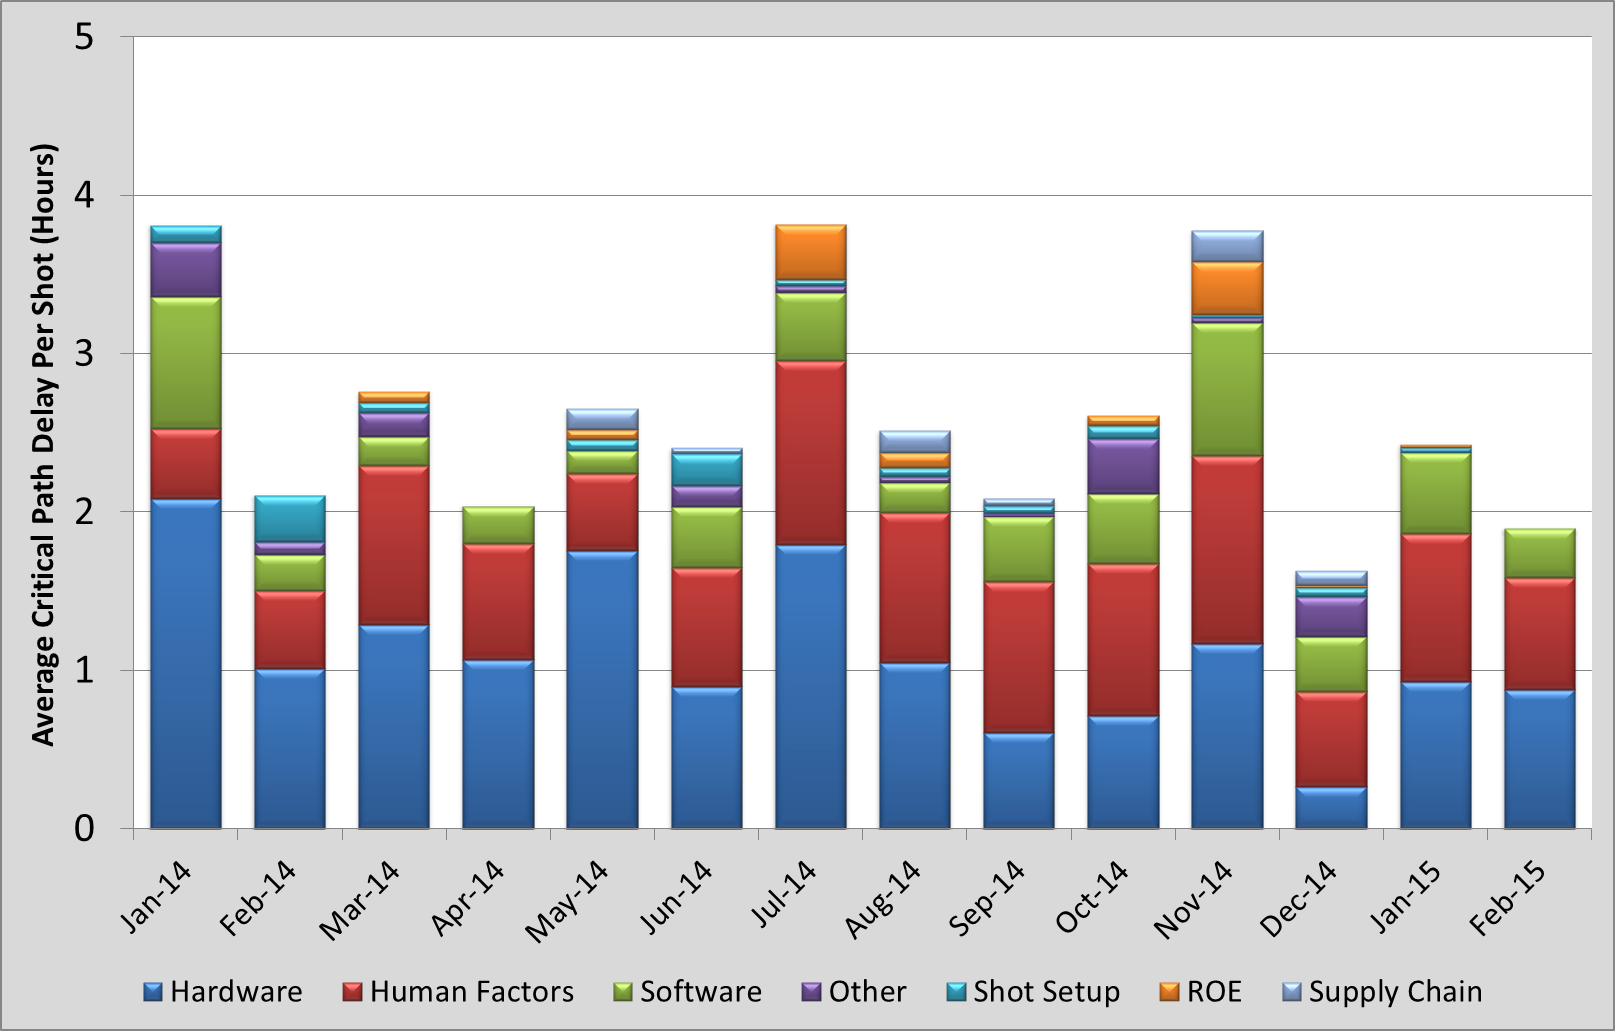 Average Critical Path Delay Per Shot (Hours)
5
4
3
2
1
0
Jan-14 Feb-14 Mar-14 Apr-14 May-14 Jun-14 Jul-14 Aug-14 Sep-14 Oct-14 Nov-14 Dec-14 Jan-15 Feb-15
Hardware Human Factors Software Other Shot Setup ROE Supply Chain